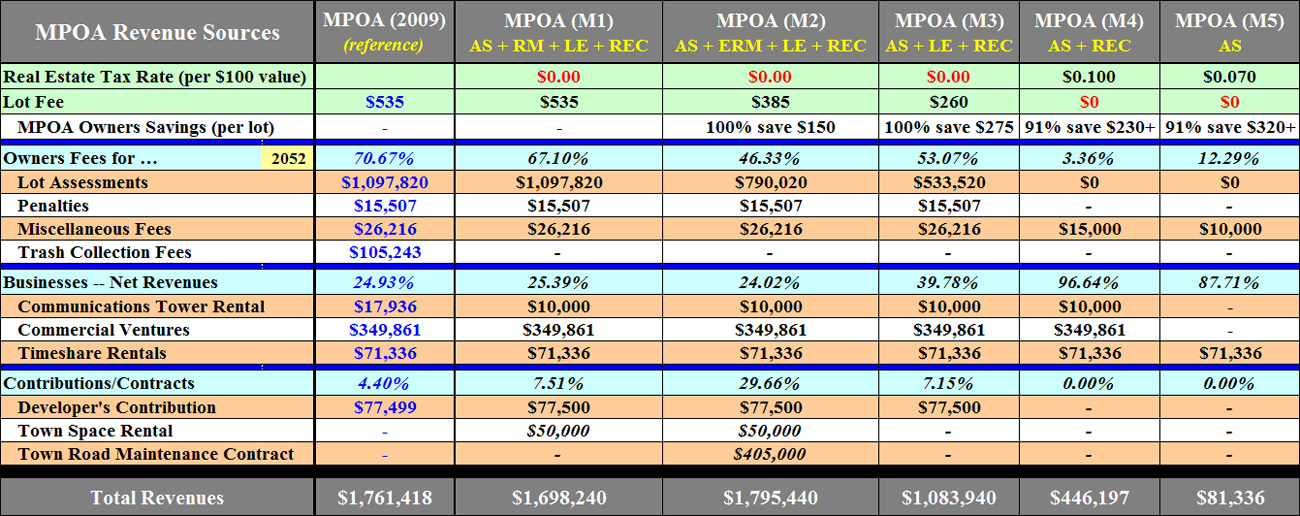 MPOA Revenue Sources MPOA (2009) MPOA (M1) MPOA (M2) MPOA (M3) MPOA (M4) MPOA (M5)
(reference) AS + RM + LE + REC AS + ERM + LE + REC AS + LE + REC AS + REC AS
Real Estate Tax Rate (per $100 value) $0.00 $0.00 $0.00 $0.100 $0.070
Lot Fee $535 $535 $385 $260 $0 $0
MPOA Owners Savings (per lot) - - 100% save $150 100% save $275 91% save $230+ 91% save $320+
Owners Fees for … 2052 70.67% 67.10% 46.33% 53.07% 3.36% 12.29%
Lot Assessments $1,097,820 $1,097,820 $790,020 $533,520 $0 $0
Penalties $15,507 $15,507 $15,507 $15,507 - -
Miscellaneous Fees $26,216 $26,216 $26,216 $26,216 $15,000 $10,000
Trash Collection Fees $105,243 - - - - -
Businesses -- Net Revenues 24.93% 25.39% 24.02% 39.78% 96.64% 87.71%
Communications Tower Rental $17,936 $10,000 $10,000 $10,000 $10,000 -
Commercial Ventures $349,861 $349,861 $349,861 $349,861 $349,861 -
Timeshare Rentals $71,336 $71,336 $71,336 $71,336 $71,336 $71,336
Contributions/Contracts 4.40% 7.51% 29.66% 7.15% 0.00% 0.00%
Developer's Contribution $77,499 $77,500 $77,500 $77,500 - -
Town Space Rental - $50,000 $50,000 - - -
Town Road Maintenance Contract - - $405,000 - - -
Total Revenues $1,761,418 $1,698,240 $1,795,440 $1,083,940 $446,197 $81,336